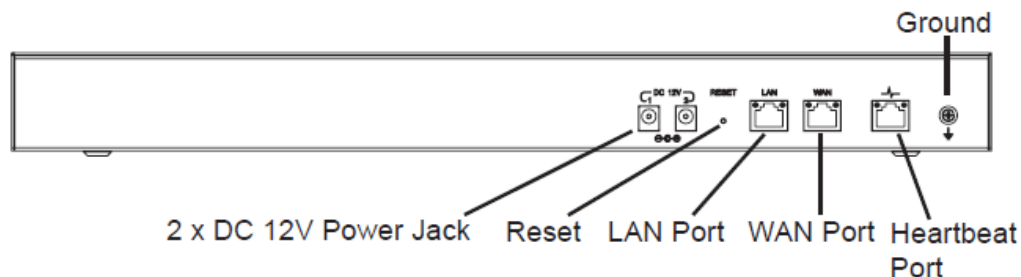 Ground
DC 12V
1 2
RESET
LAN
WAN
2 x DC 12V Power Jack
Reset
LAN Port
WAN Port
Heartbeat
Port